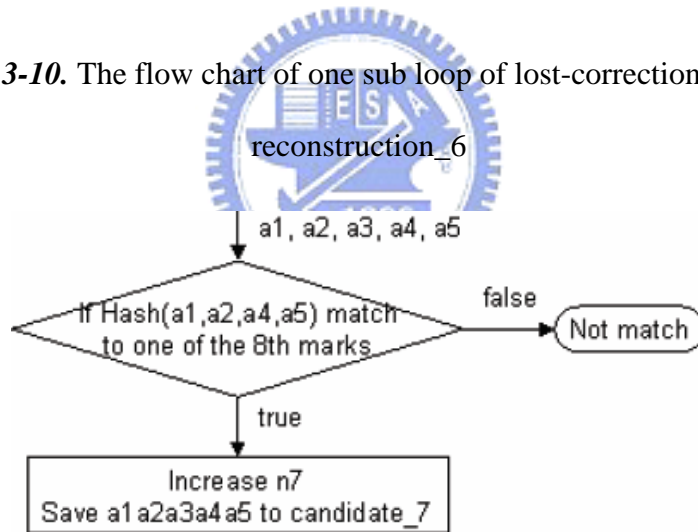 3-10. The flow chart of one sub loop of lost-correction
ES A
reconstruction_6
a1, a2, a3, a4, a5
If Hash(a1,a2,a4,a5) match
to one of the 8th marks
false
Not match
true
Increase n7
Save a1a2a3a4a5 to candidate_7